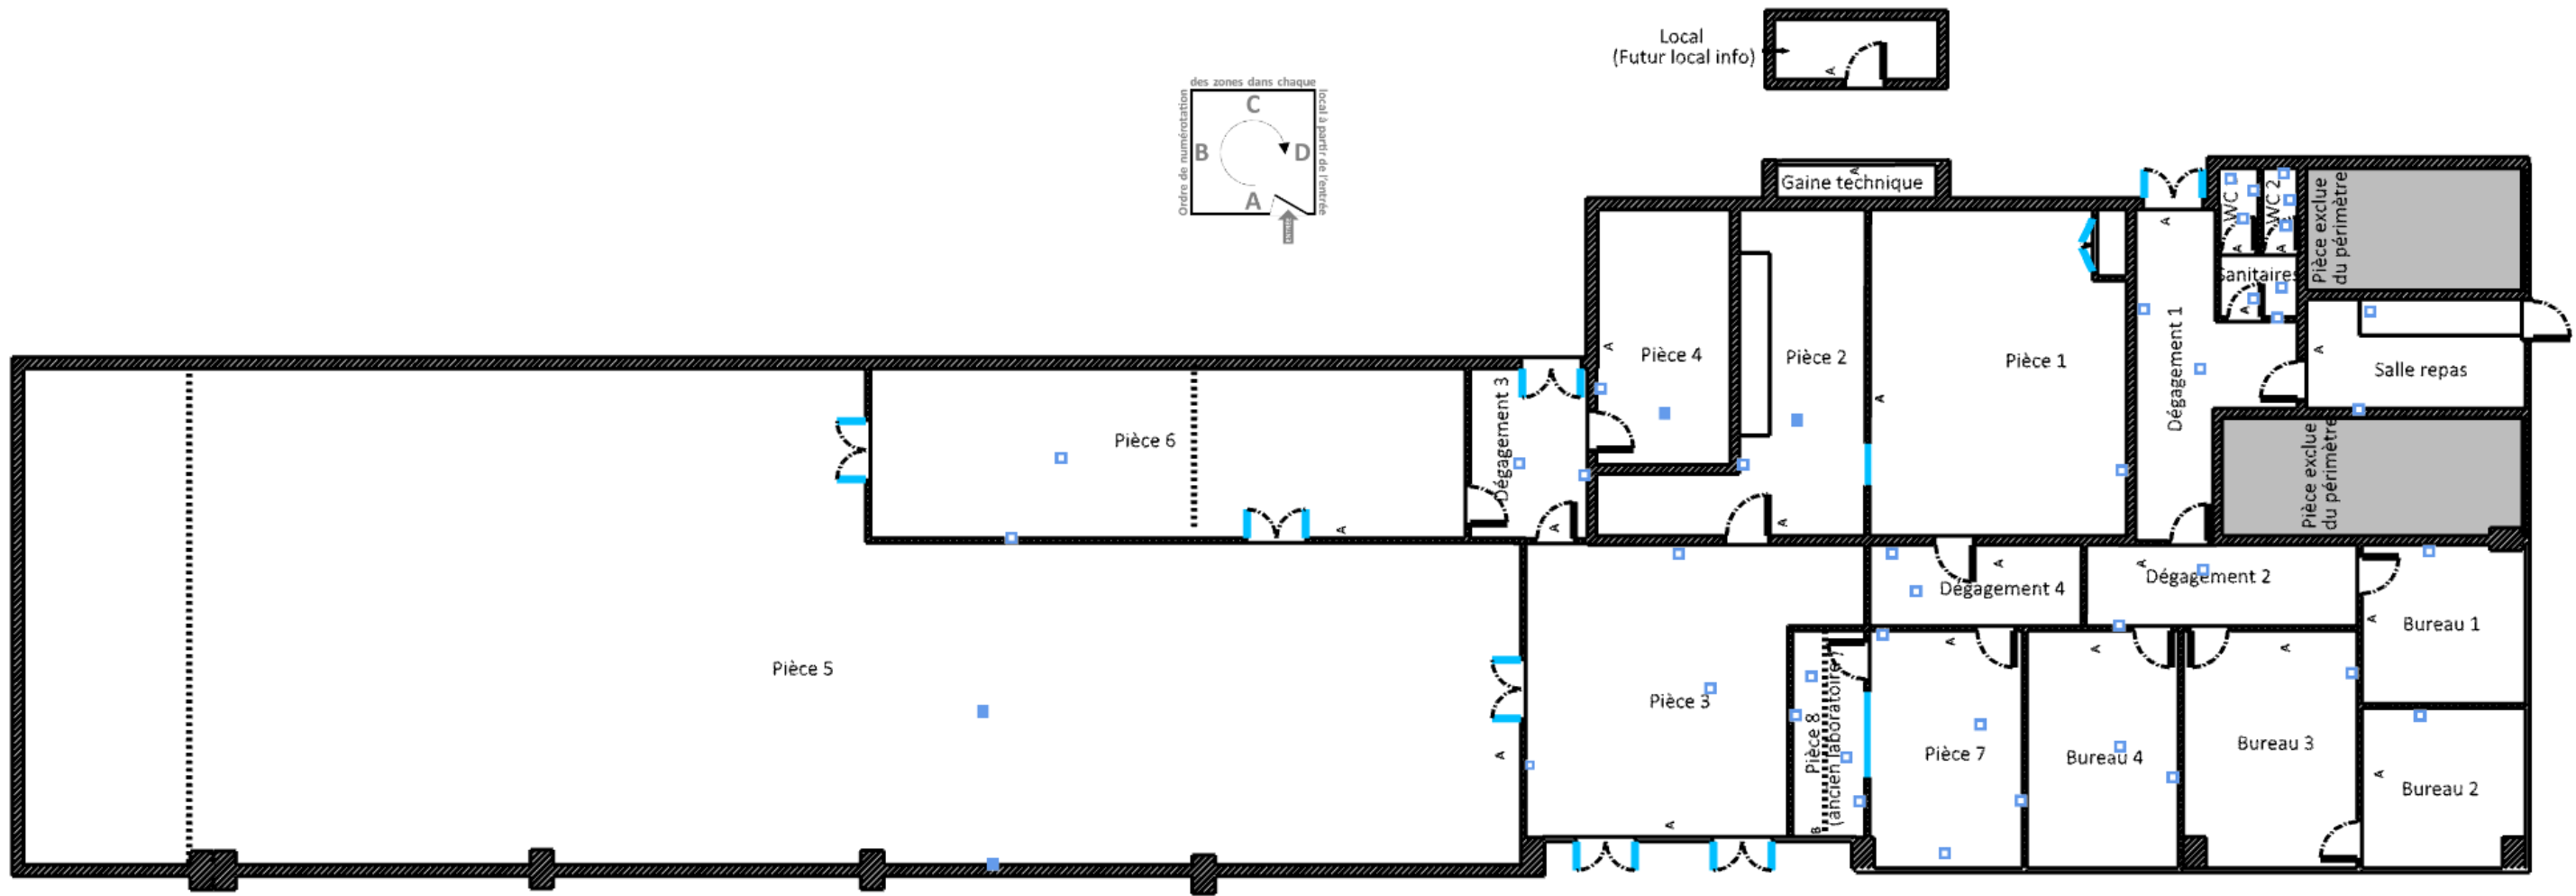 Local
(Futur local info)
A
des zones dans chaque
Ordre de numérotation
local à partir de l'entrée
C
B
D
A
ENTRÉE
A
Gaine technique
A
WC
A
WC 2
A
Sanitaires
A
Pièce exclue
du périmètre
A
Pièce 4
Pièce 2
A
A
Pièce 1
Dégagement 1
A
Salle repas
Pièce exclue
du périmètre
Pièce 6
A
Dégagement 3
A
A
Dégagement 4
A
Dégagement 2
A
Bureau 1
Pièce 5
A
Pièce 3
A
Pièce 8
(ancien laboratoire)
B
A
Pièce 7
A
Bureau 4
A
Bureau 3
A
Bureau 2